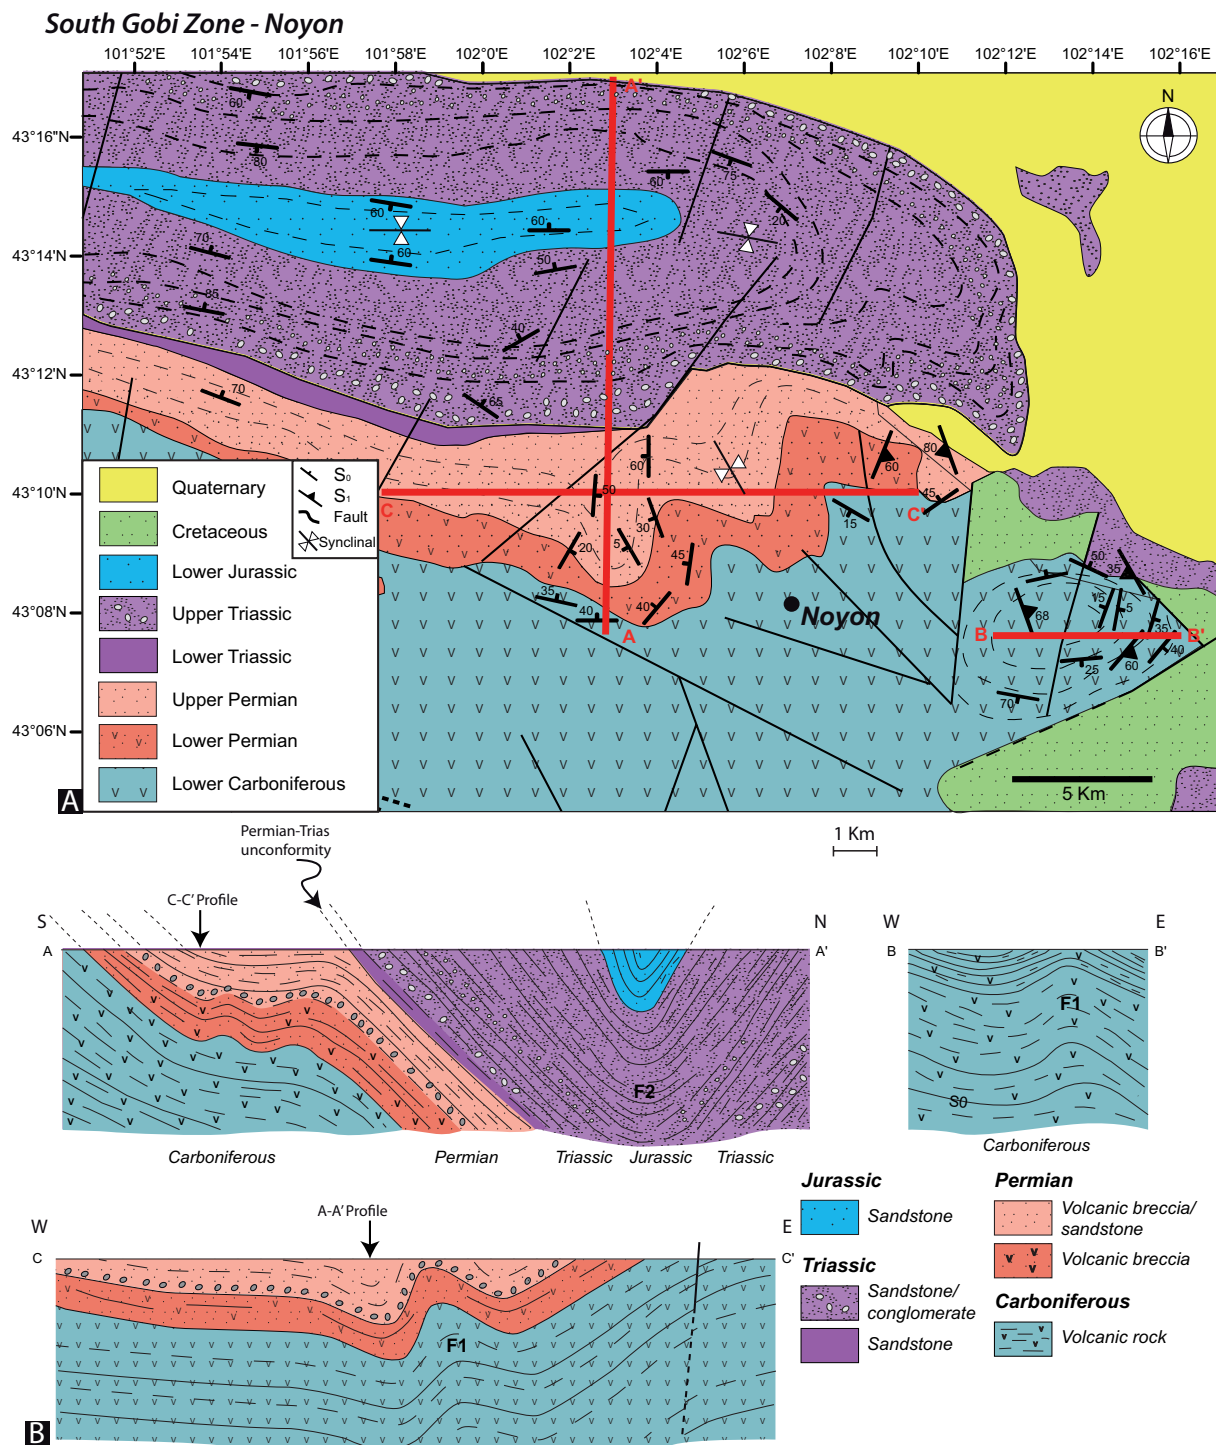 South Gobi Zone - Noyon
101°52'E 101°54'E 101°56'E 101°58'E 102°0'E 102°2'E 102°4'E 102°6'E 102°8'E 102°10'E 102°12'E 102°14'E 102°16'E
43°16'N
43°14'N
43°12'N
43°10'N
43°08'N
43°06'N
N
A'
60
80
60
75
20
60
60
60
70
50
85
40
65
70
60
80
60
50
45
C
C'
30
15
20
5
45
50
35
35
40
40
15
5
68
35
40
60
25
70
A
B
B'
Noyon
5 Km
S0
S1
Fault
Synclinal
Quaternary
Cretaceous
Lower Jurassic
Upper Triassic
Lower Triassic
Upper Permian
Lower Permian
Lower Carboniferous
A
Permian-Trias
unconformity
1 Km
C-C' Profile
S
N
W
E
A
A'
B
B'
F1
F2
S0
Carboniferous
Permian
Triassic
Jurassic
Triassic
Carboniferous
A-A' Profile
W
E
C
C'
F1
B
Jurassic
Sandstone
Triassic
Sandstone/
conglomerate
Sandstone
Permian
Volcanic breccia/
sandstone
Volcanic breccia
Carboniferous
Volcanic rock